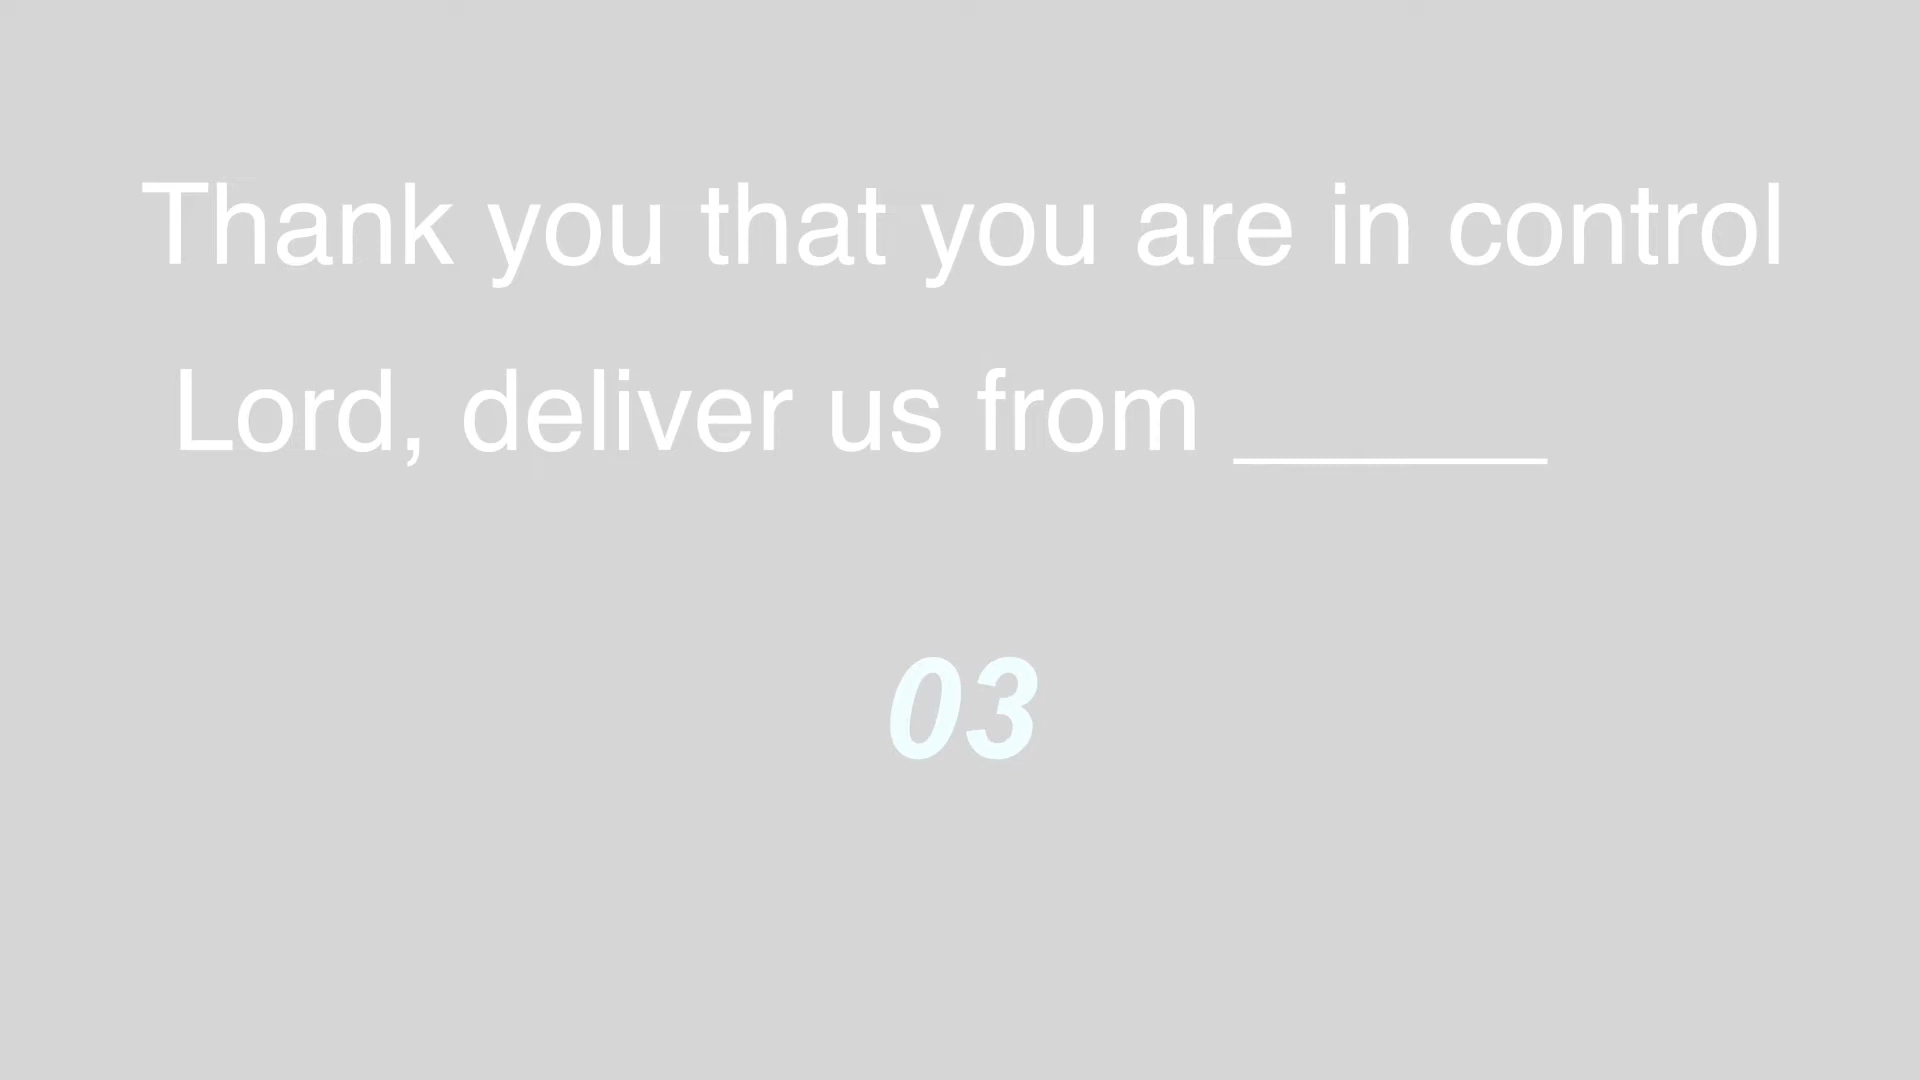 Thank you that you are in control
Lord, deliver us from ______
03